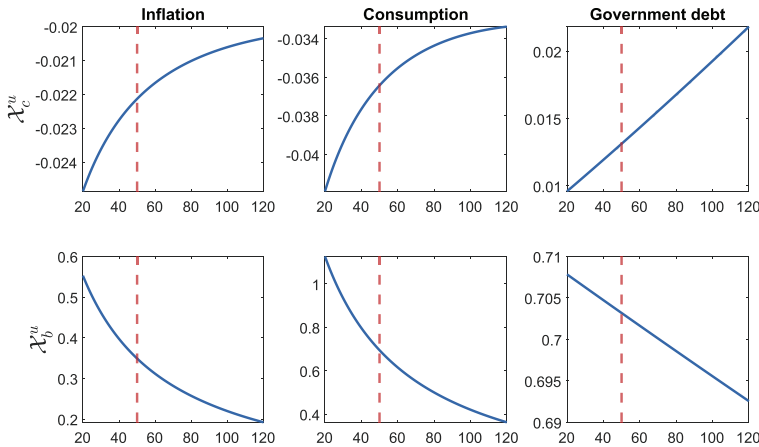 Inflation Consumption Government debt
-0.02 -0.034 0.02
-0.021 -0.036 0.015
-0.022 -0.038 0.01
-0.023 -0.04
-0.024
𝒳ᵤc
20 40 60 80 100 120 20 40 60 80 100 120 20 40 60 80 100 120
0.6 1 0.71
0.5 0.8 0.705
0.4 0.6 0.7
0.3 0.4 0.695
0.2 0.69
𝒳ᵤb
20 40 60 80 100 120 20 40 60 80 100 120 20 40 60 80 100 120